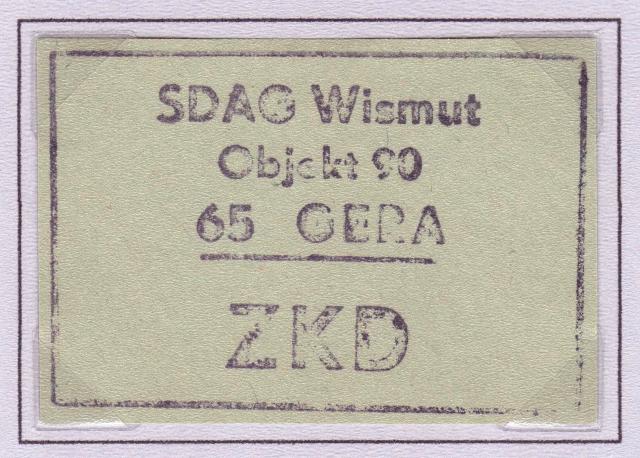 SDAG Wismut
Objekt 90
65 GERA
ZKD